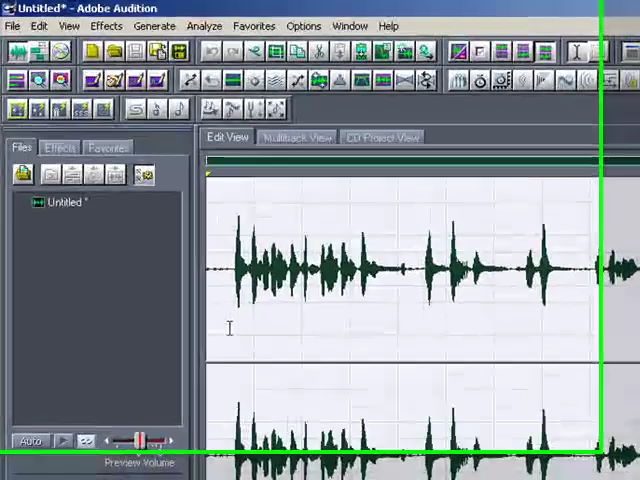 Untitled* - Adobe Audition
File Edit View Effects Generate Analyze Favorites Options Window Help
Files Effects Favorites
Edit View Multitrack View CD Project View
Untitled *
Auto
Preview Volume